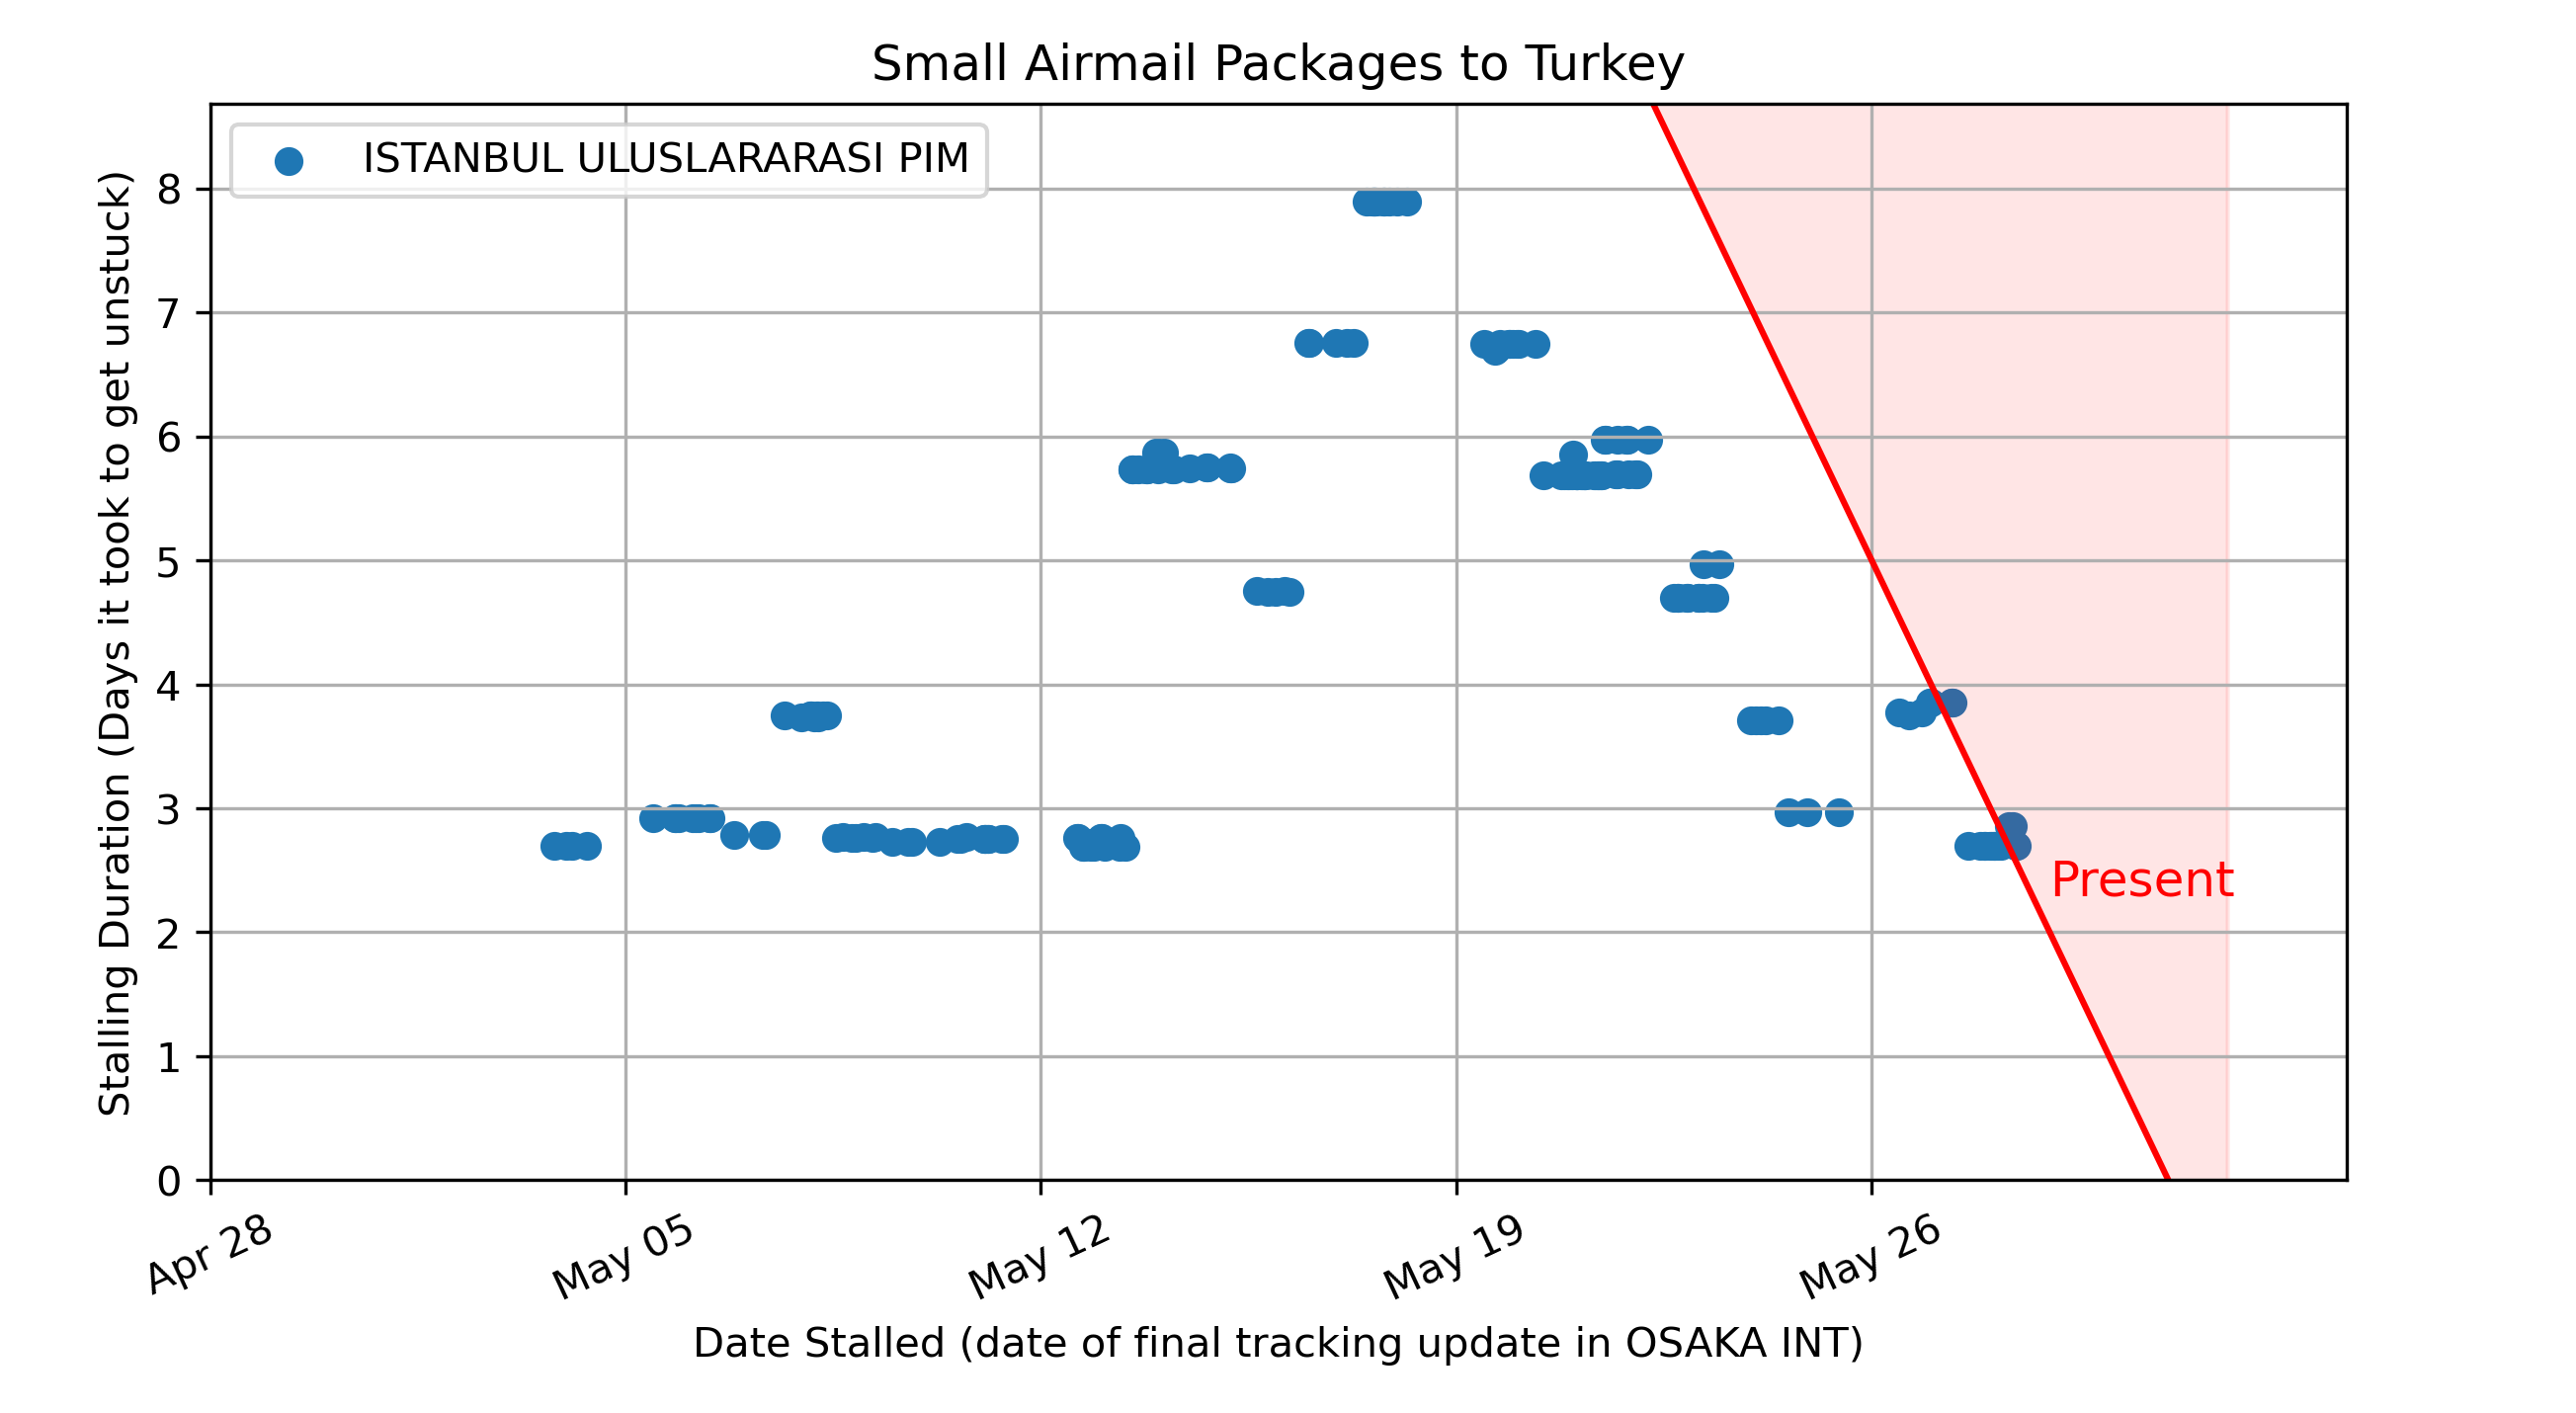 Small Airmail Packages to Turkey
ISTANBUL ULUSLARARASI PIM
Stalling Duration (Days it took to get unstuck)
8
7
6
5
4
3
2
1
0
Present
Apr 28
May 05
May 12
May 19
May 26
Date Stalled (date of final tracking update in OSAKA INT)